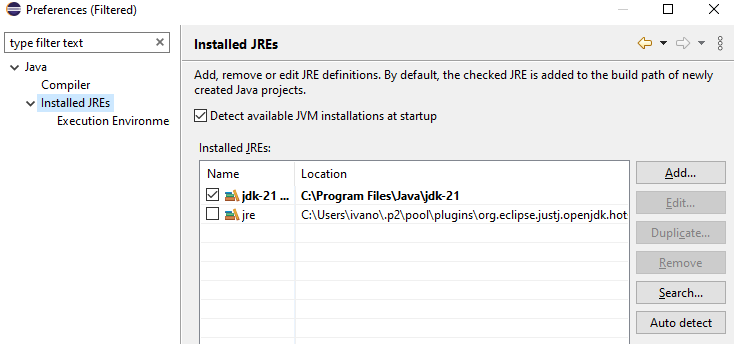 Preferences (Filtered)
type filter text
Java
Compiler
Installed JREs
Execution Environme
Installed JREs
Add, remove or edit JRE definitions. By default, the checked JRE is added to the build path of newly
created Java projects.
Detect available JVM installations at startup
Installed JREs:
Name Location
jdk-21 ... C:\Program Files\Java\jdk-21
jre C:\Users\ivano\.p2\pool\plugins\org.eclipse.justj.openjdk.hot
Add...
Edit...
Duplicate...
Remove
Search...
Auto detect